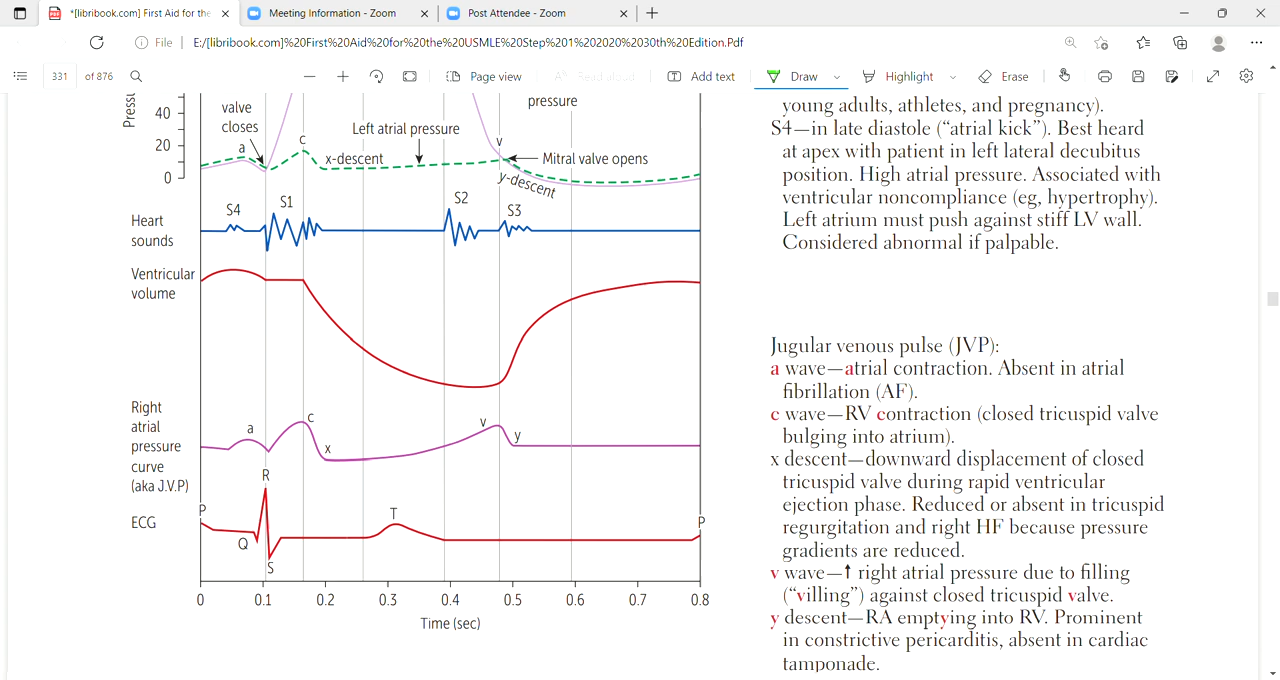 *[libribook.com] First Aid for the
Meeting Information - Zoom
Post Attendee - Zoom
File
E:/[libribook.com]%20First%20Aid%20for%20the%20USMLE%20Step%201%202020%2030th%20Edition.Pdf
331
of 876
Page view
Read aloud
Add text
Draw
Highlight
Erase
40
20
0
valve
closes
a
c
x-descent
Left atrial pressure
pressure
v
Mitral valve opens
y-descent
Heart
sounds
S4
S1
S2
S3
Ventricular
volume
Right
atrial
pressure
curve
(aka J.V.P)
a
c
x
v
y
ECG
P
Q
R
S
T
P
0
0.1
0.2
0.3
0.4
0.5
0.6
0.7
0.8
Time (sec)
young adults, athletes, and pregnancy).
S4—in late diastole (“atrial kick”). Best heard
at apex with patient in left lateral decubitus
position. High atrial pressure. Associated with
ventricular noncompliance (eg, hypertrophy).
Left atrium must push against stiff LV wall.
Considered abnormal if palpable.
Jugular venous pulse (JVP):
a wave—atrial contraction. Absent in atrial
fibrillation (AF).
c wave—RV contraction (closed tricuspid valve
bulging into atrium).
x descent—downward displacement of closed
tricuspid valve during rapid ventricular
ejection phase. Reduced or absent in tricuspid
regurgitation and right HF because pressure
gradients are reduced.
v wave—↑ right atrial pressure due to filling
(“villing”) against closed tricuspid valve.
y descent—RA emptying into RV. Prominent
in constrictive pericarditis, absent in cardiac
tamponade.